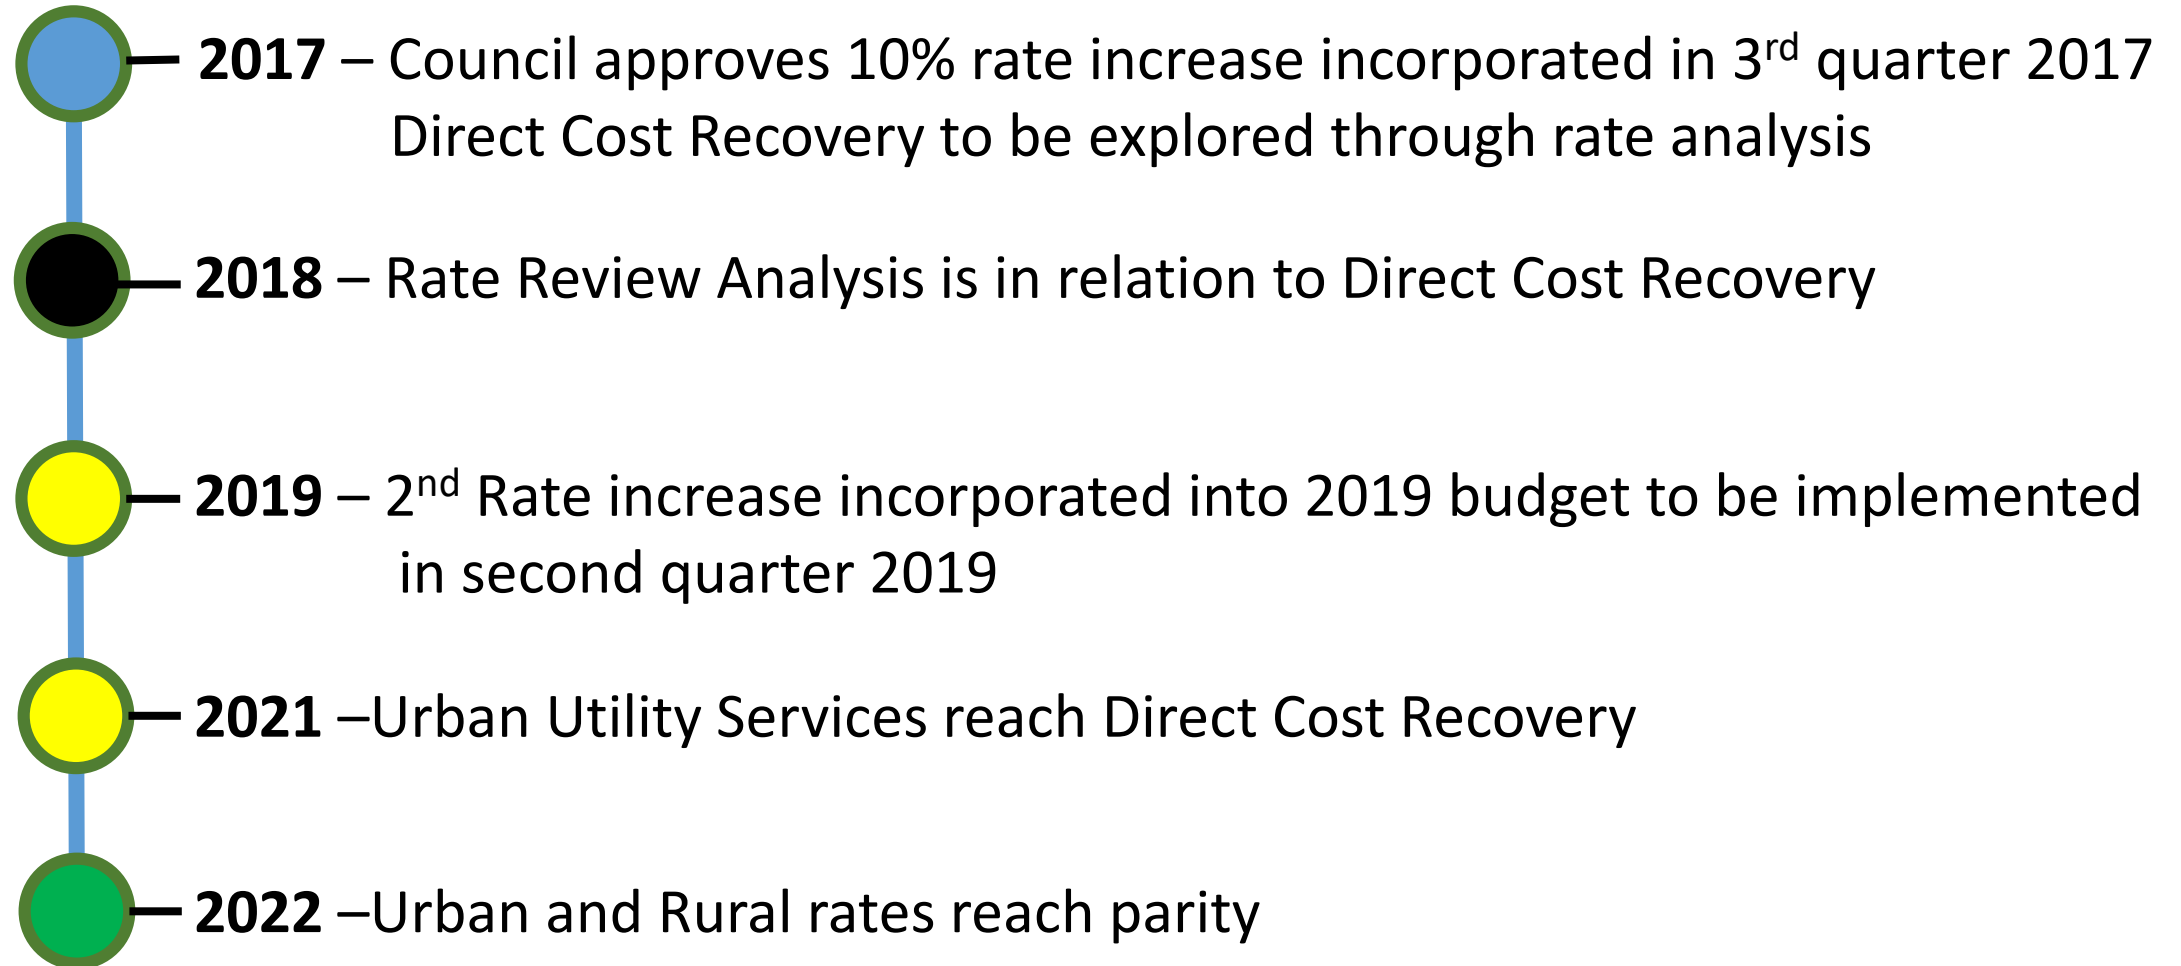 2017 – Council approves 10% rate increase incorporated in 3rd quarter 2017
Direct Cost Recovery to be explored through rate analysis
2018 – Rate Review Analysis is in relation to Direct Cost Recovery
2019 – 2nd Rate increase incorporated into 2019 budget to be implemented
in second quarter 2019
2021 –Urban Utility Services reach Direct Cost Recovery
2022 –Urban and Rural rates reach parity